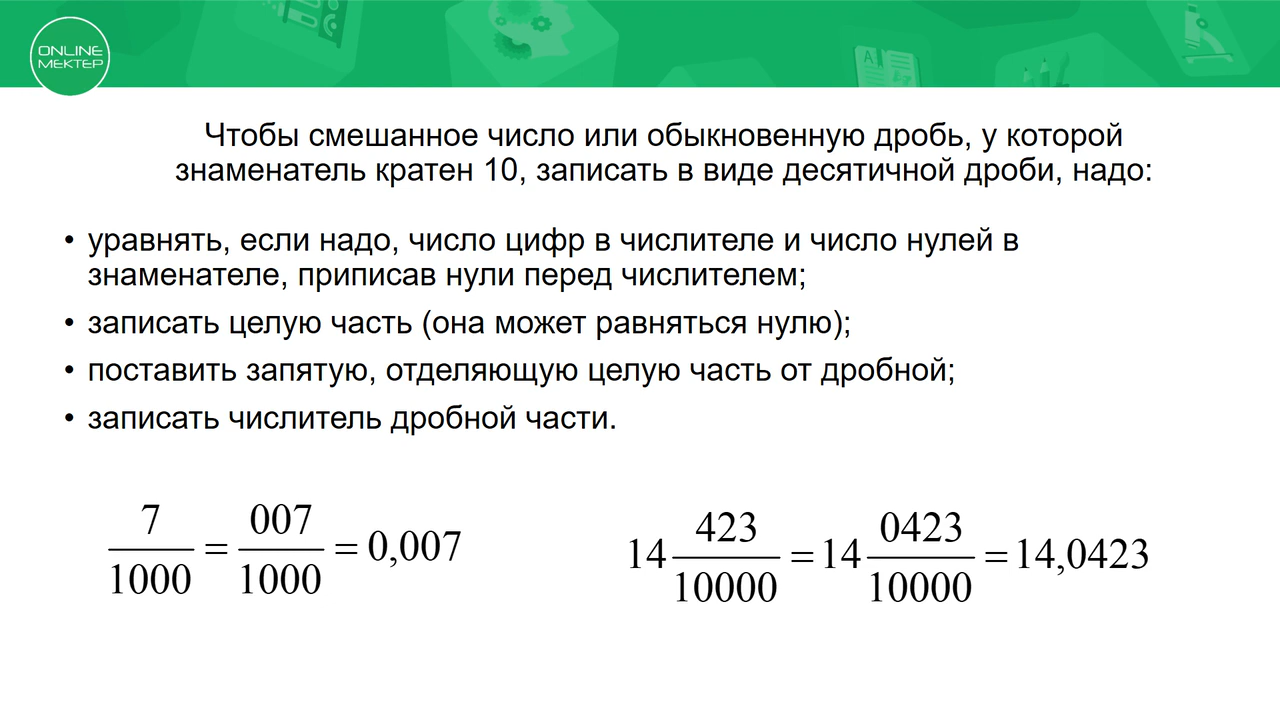 ONLINE
МЕКТЕР
Чтобы смешанное число или обыкновенную дробь, у которой
знаменатель кратен 10, записать в виде десятичной дроби, надо:
• уравнять, если надо, число цифр в числителе и число нулей в
знаменателе, приписав нули перед числителем;
• записать целую часть (она может равняться нулю);
• поставить запятую, отделяющую целую часть от дробной;
• записать числитель дробной части.
7/1000 = 007/1000 = 0,007
14 423/10000 = 14 0423/10000 = 14,0423